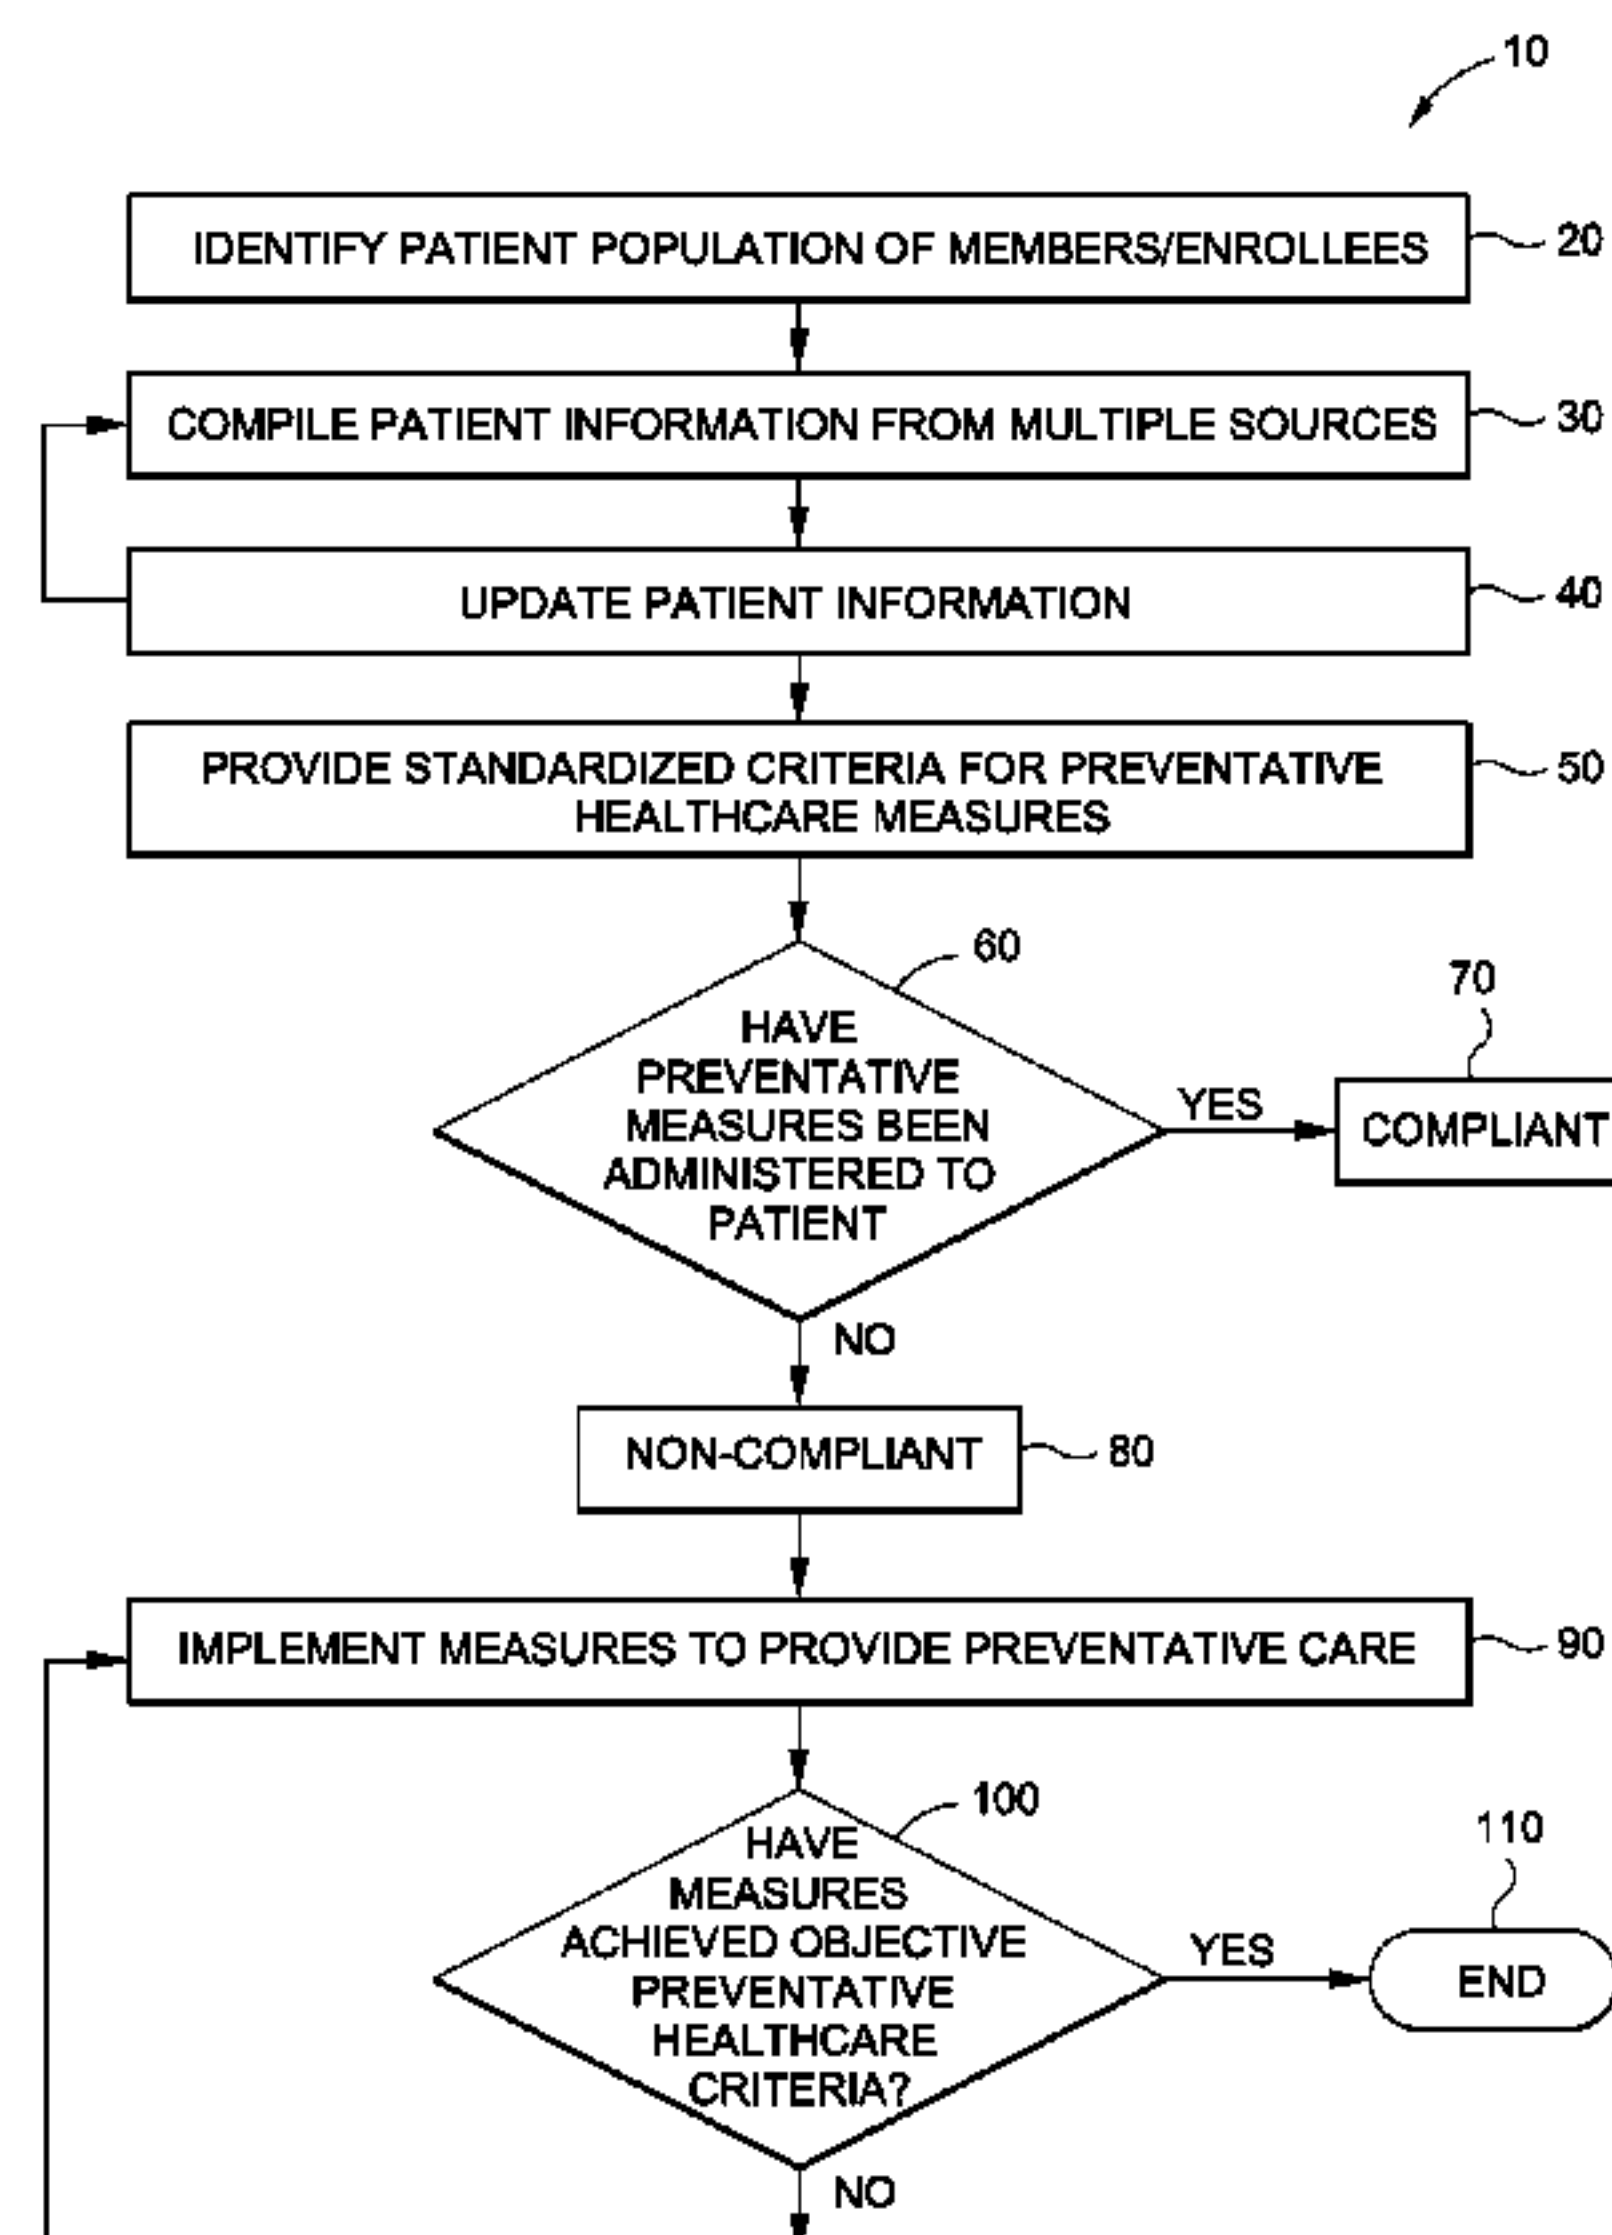 10
IDENTIFY PATIENT POPULATION OF MEMBERS/ENROLLEES
20
COMPILE PATIENT INFORMATION FROM MULTIPLE SOURCES
30
UPDATE PATIENT INFORMATION
40
PROVIDE STANDARDIZED CRITERIA FOR PREVENTATIVE
HEALTHCARE MEASURES
50
60
HAVE
PREVENTATIVE
MEASURES BEEN
ADMINISTERED TO
PATIENT
YES
70
COMPLIANT
NO
NON-COMPLIANT
80
IMPLEMENT MEASURES TO PROVIDE PREVENTATIVE CARE
90
100
HAVE
MEASURES
ACHIEVED OBJECTIVE
PREVENTATIVE
HEALTHCARE
CRITERIA?
YES
110
END
NO